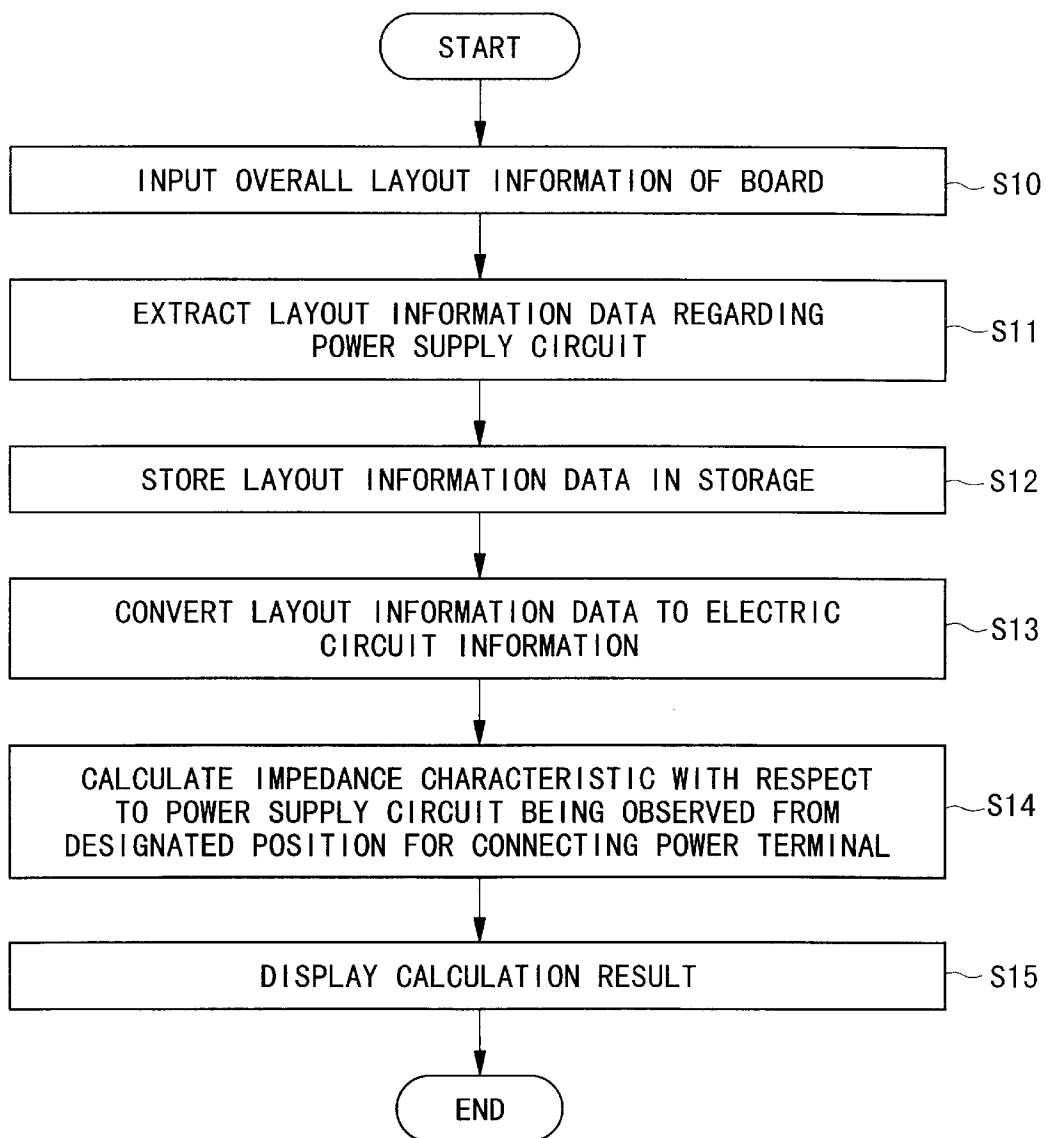 START
INPUT OVERALL LAYOUT INFORMATION OF BOARD
S10
EXTRACT LAYOUT INFORMATION DATA REGARDING
POWER SUPPLY CIRCUIT
S11
STORE LAYOUT INFORMATION DATA IN STORAGE
S12
CONVERT LAYOUT INFORMATION DATA TO ELECTRIC
CIRCUIT INFORMATION
S13
CALCULATE IMPEDANCE CHARACTERISTIC WITH RESPECT
TO POWER SUPPLY CIRCUIT BEING OBSERVED FROM
DESIGNATED POSITION FOR CONNECTING POWER TERMINAL
S14
DISPLAY CALCULATION RESULT
S15
END